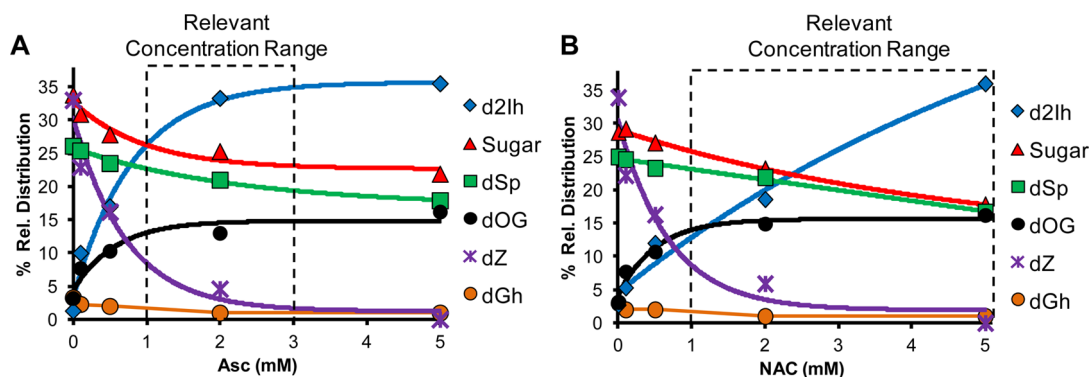 A
Relevant
Concentration Range
% Rel. Distribution
35
30
25
20
15
10
5
0
0
1
2
3
4
5
Asc (mM)
d2Ih
Sugar
dSp
dOG
dZ
dGh
B
Relevant
Concentration Range
% Rel. Distribution
40
35
30
25
20
15
10
5
0
0
1
2
3
4
5
NAC (mM)
d2Ih
Sugar
dSp
dOG
dZ
dGh